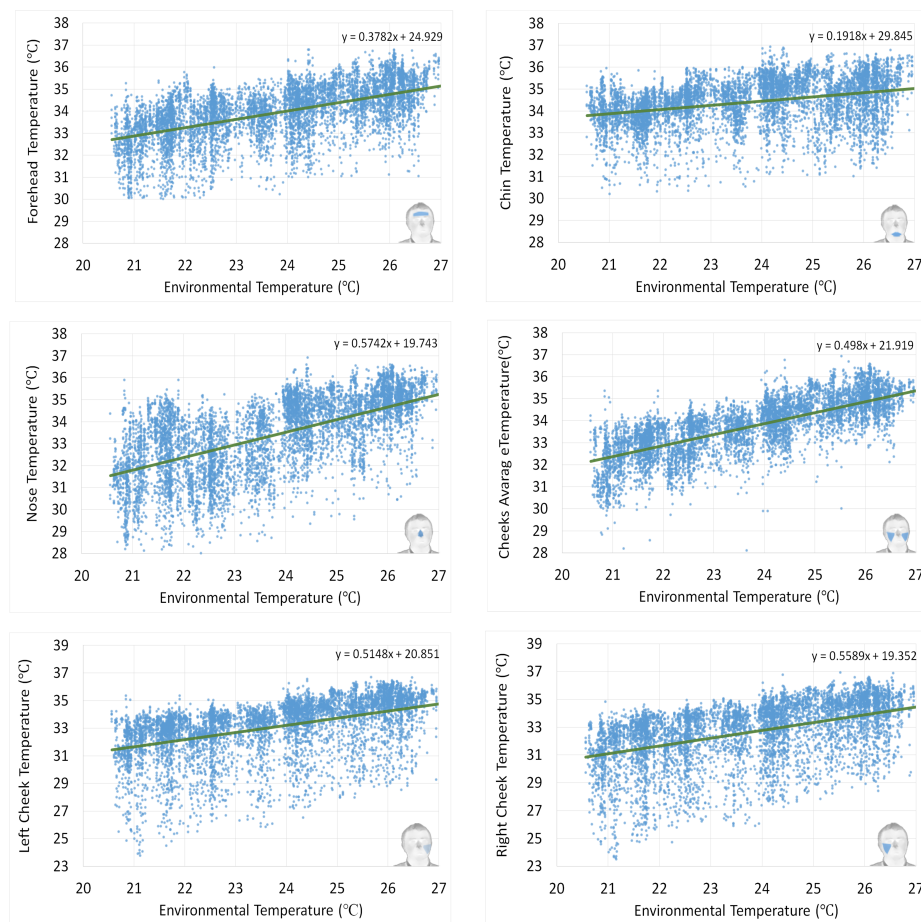 y = 0.3782x + 24.929
Forehead Temperature (°C)
38
37
36
35
34
33
32
31
30
29
28
20 21 22 23 24 25 26 27
Environmental Temperature (°C)
y = 0.1918x + 29.845
Chin Temperature (°C)
38
37
36
35
34
33
32
31
30
29
28
20 21 22 23 24 25 26 27
Environmental Temperature (°C)
y = 0.5742x + 19.743
Nose Temperature (°C)
38
37
36
35
34
33
32
31
30
29
28
20 21 22 23 24 25 26 27
Environmental Temperature (°C)
y = 0.498x + 21.919
Cheeks Avarag eTemperature(°C)
38
37
36
35
34
33
32
31
30
29
28
20 21 22 23 24 25 26 27
Environmental Temperature (°C)
y = 0.5148x + 20.851
Left Cheek Temperature (°C)
39
37
35
33
31
29
27
25
23
20 21 22 23 24 25 26 27
Environmental Temperature (°C)
y = 0.5589x + 19.352
Right Cheek Temperature (°C)
39
37
35
33
31
29
27
25
23
20 21 22 23 24 25 26 27
Environmental Temperature (°C)